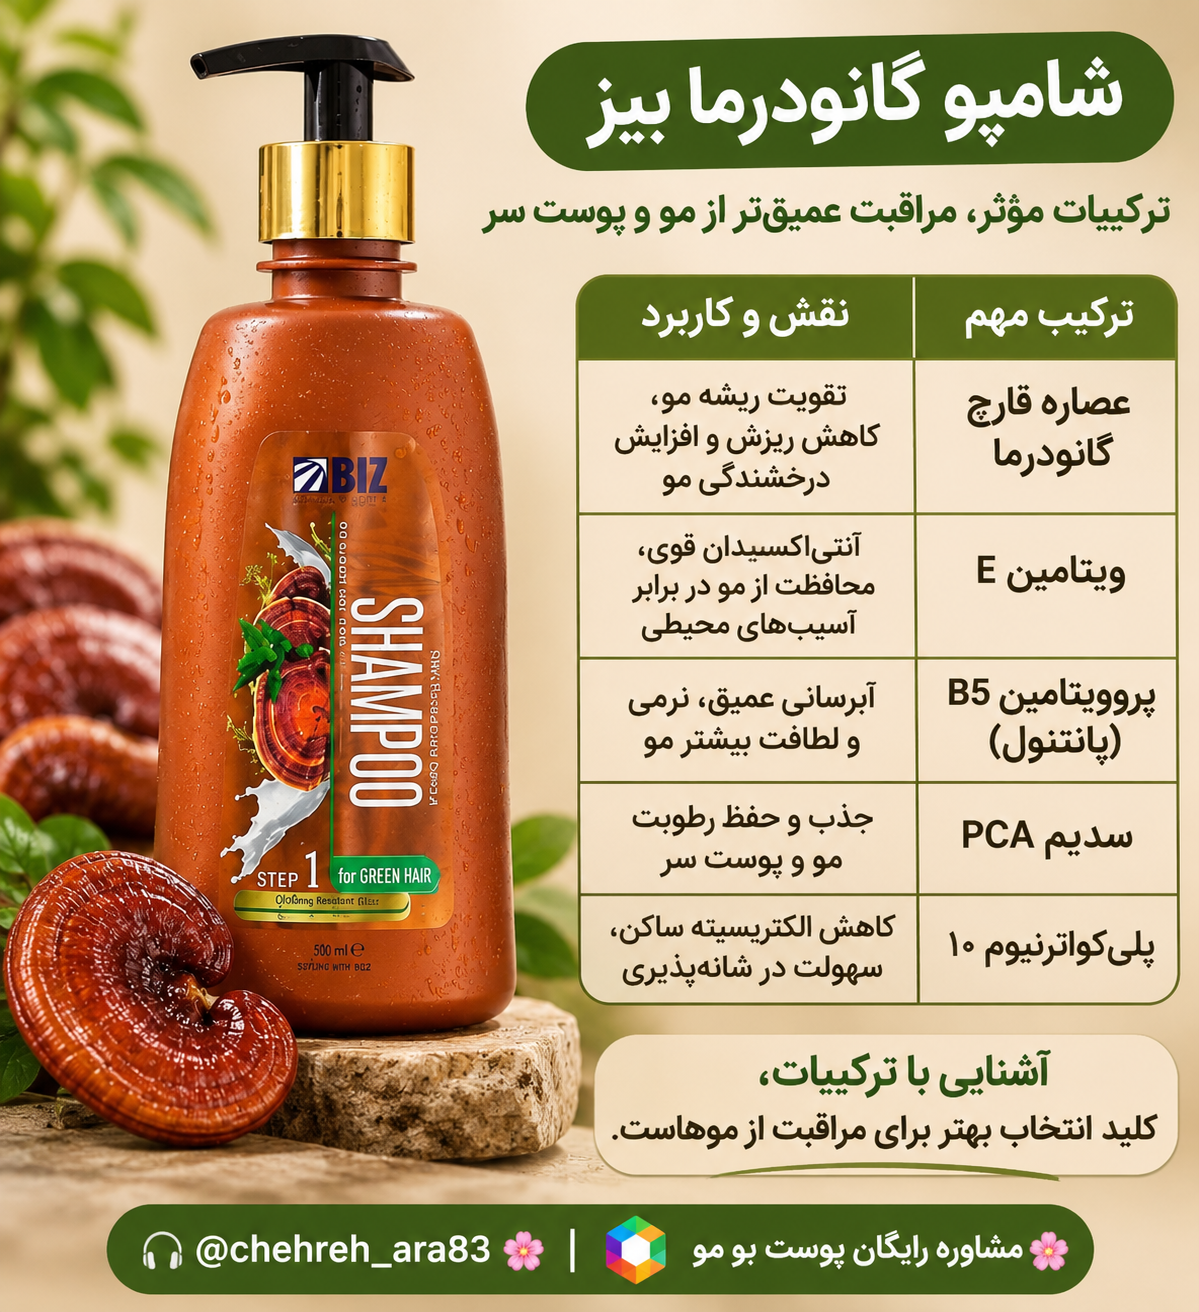 شامپو گانودرما بیز
ترکیبات مؤثر، مراقبت عمیق‌تر از مو و پوست سر
ترکیب مهم
نقش و کاربرد
عصاره قارچ
گانودرما
تقویت ریشه مو،
کاهش ریزش و افزایش
درخشندگی مو
ویتامین E
آنتی‌اکسیدان قوی،
محافظت از مو در برابر
آسیب‌های محیطی
پروویتامین B5
(پانتنول)
آبرسانی عمیق، نرمی
و لطافت بیشتر مو
سدیم PCA
جذب و حفظ رطوبت
مو و پوست سر
پلی‌کواترنیوم ۱۰
کاهش الکتریسیته ساکن،
سهولت در شانه‌پذیری
آشنایی با ترکیبات،
کلید انتخاب بهتر برای مراقبت از موهاست.
مشاوره رایگان پوست بو مو
@chehreh_ara83
BIZ
SHAMPOO
STEP 1
for GREEN HAIR
500 ml e